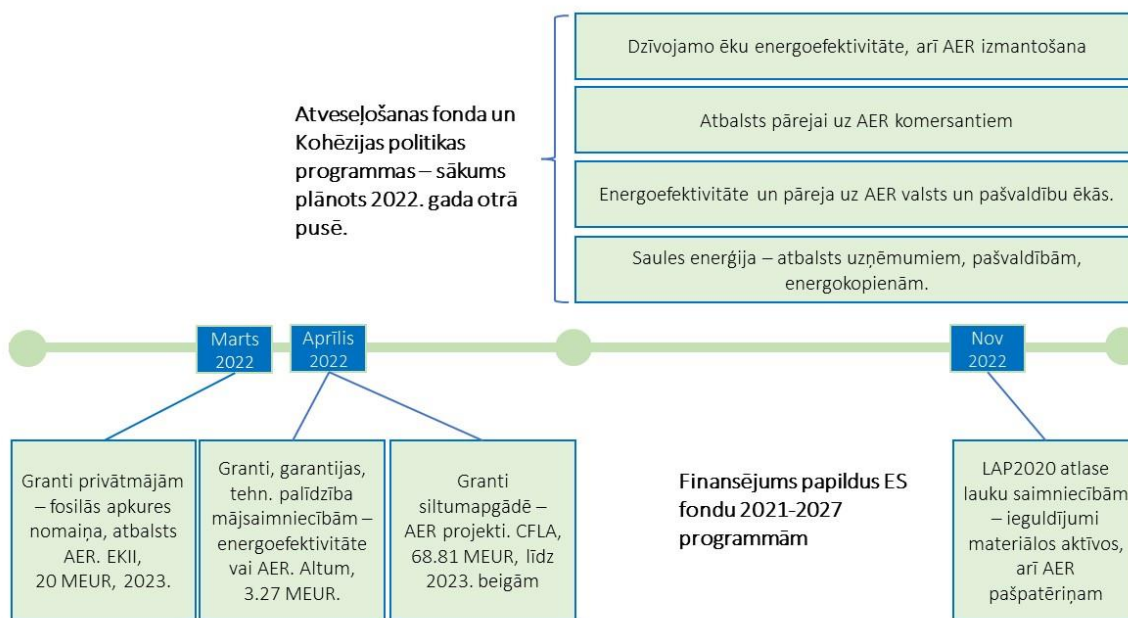 Dzīvojamo ēku energoefektivitāte, arī AER izmantošana
Atveseļošanas fonda un
Kohēzijas politikas
programmas – sākums
plānots 2022. gada otrā
pusē.
Atbalsts pārejai uz AER komersantiem
Energoefektivitāte un pāreja uz AER valsts un pašvaldību ēkās.
Saules enerģija – atbalsts uzņēmumiem, pašvaldībām,
energokopienām.
Marts
2022
Aprīlis
2022
Nov
2022
Granti privātmājām
– fosilās apkures
nomaiņa, atbalsts
AER. EKII,
20 MEUR, 2023.
Granti, garantijas,
tehn. palīdzība
mājsaimniecībām –
energoefektivitāte
vai AER. Altum,
3.27 MEUR.
Granti
siltumapgādē –
AER projekti. CFLA,
68.81 MEUR, līdz
2023. beigām
Finansējums papildus ES
fondu 2021-2027
programmām
LAP2020 atlase
lauku saimniecībām
– ieguldījumi
materiālos aktīvos,
arī AER
pašpatēriņam